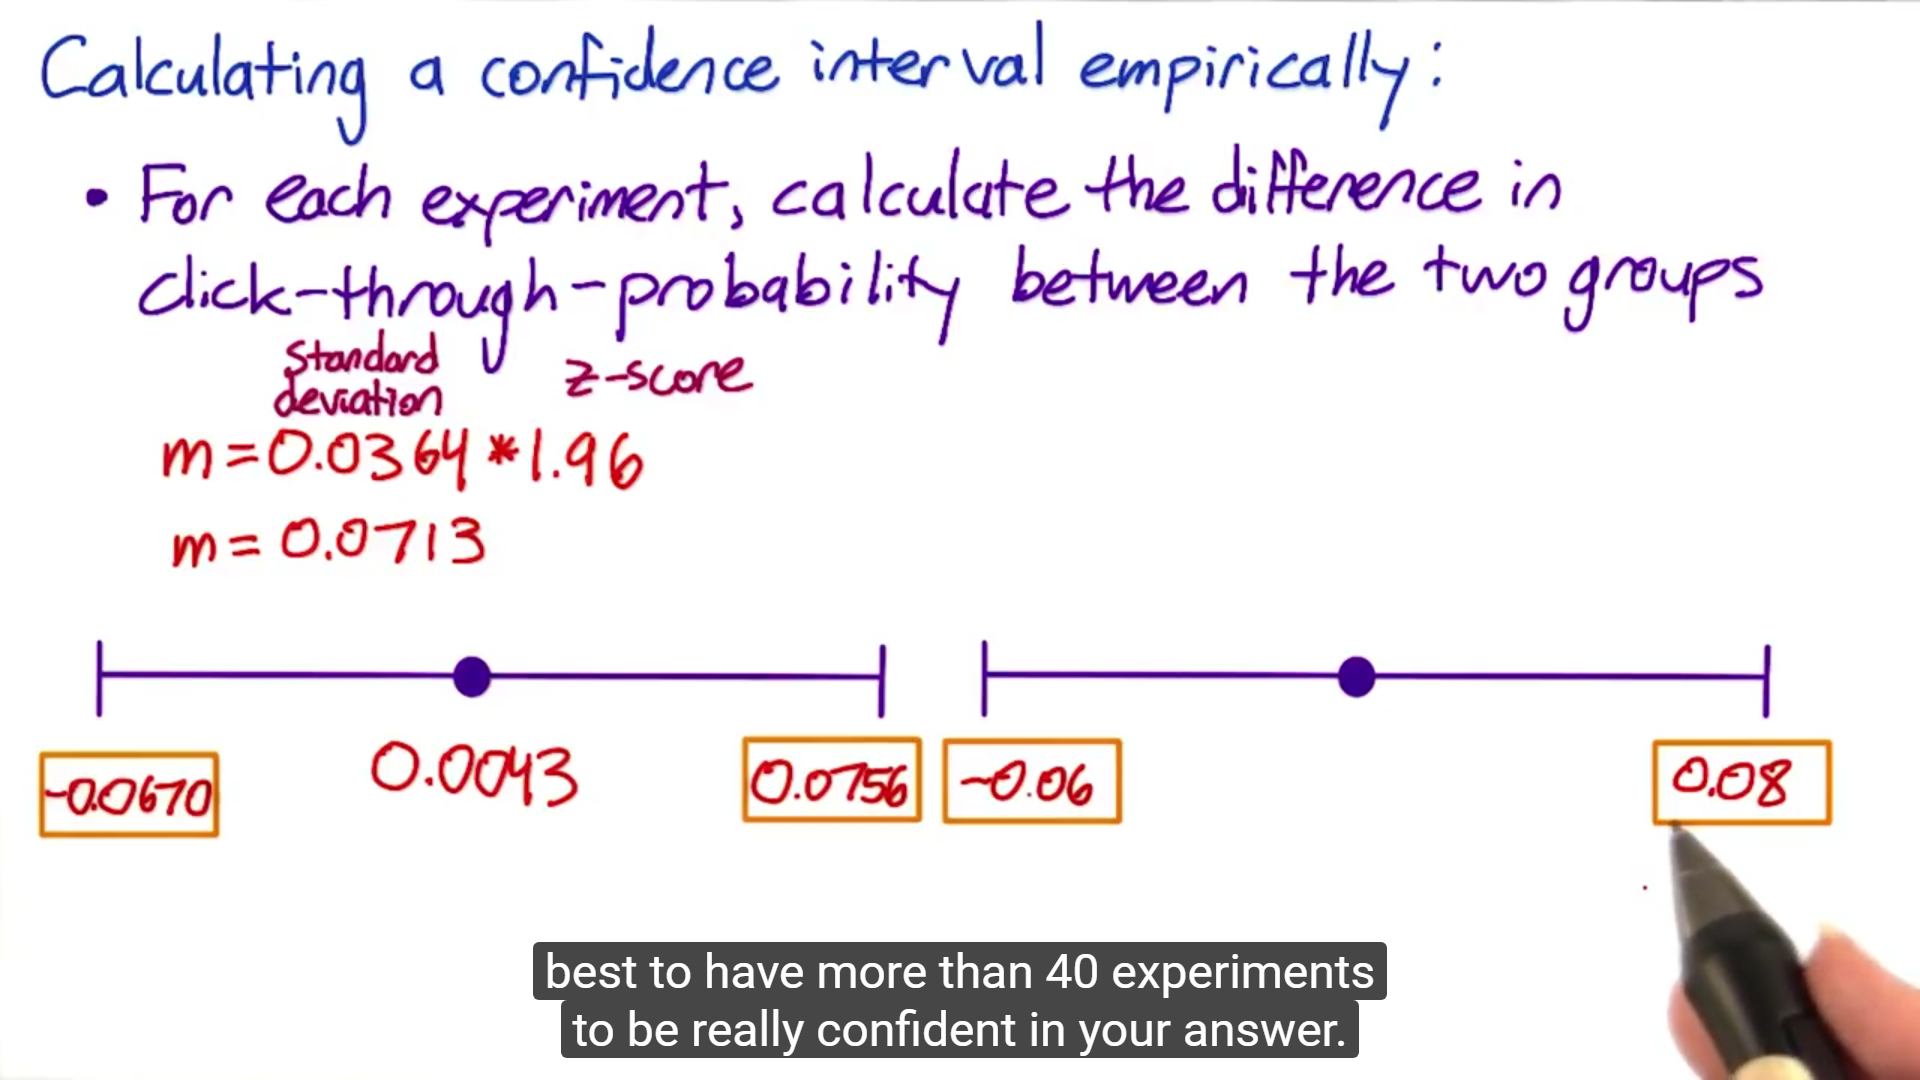 Calculating a confidence interval empirically:
• For each experiment, calculate the difference in
click-through-probability between the two groups
Standard
deviation
z-score
m = 0.0364 * 1.96
m = 0.0713
-0.0670
0.0043
0.0756
-0.06
0.08
best to have more than 40 experiments
to be really confident in your answer.